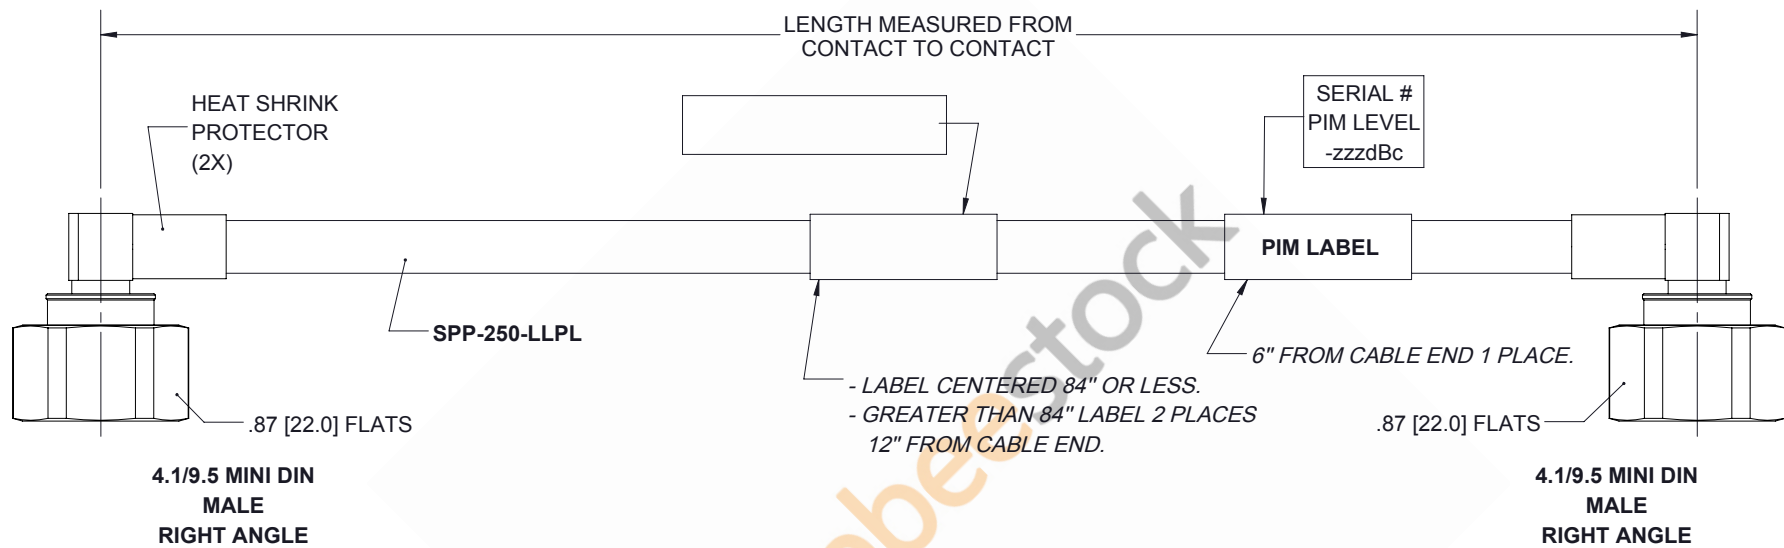 LENGTH MEASURED FROM
CONTACT TO CONTACT
HEAT SHRINK
PROTECTOR
(2X)
SERIAL #
PIM LEVEL
-zzzdBc
PIM LABEL
SPP-250-LLPL
6" FROM CABLE END 1 PLACE.
- LABEL CENTERED 84" OR LESS.
- GREATER THAN 84" LABEL 2 PLACES
12" FROM CABLE END.
.87 [22.0] FLATS
.87 [22.0] FLATS
4.1/9.5 MINI DIN
MALE
RIGHT ANGLE
4.1/9.5 MINI DIN
MALE
RIGHT ANGLE
beestock